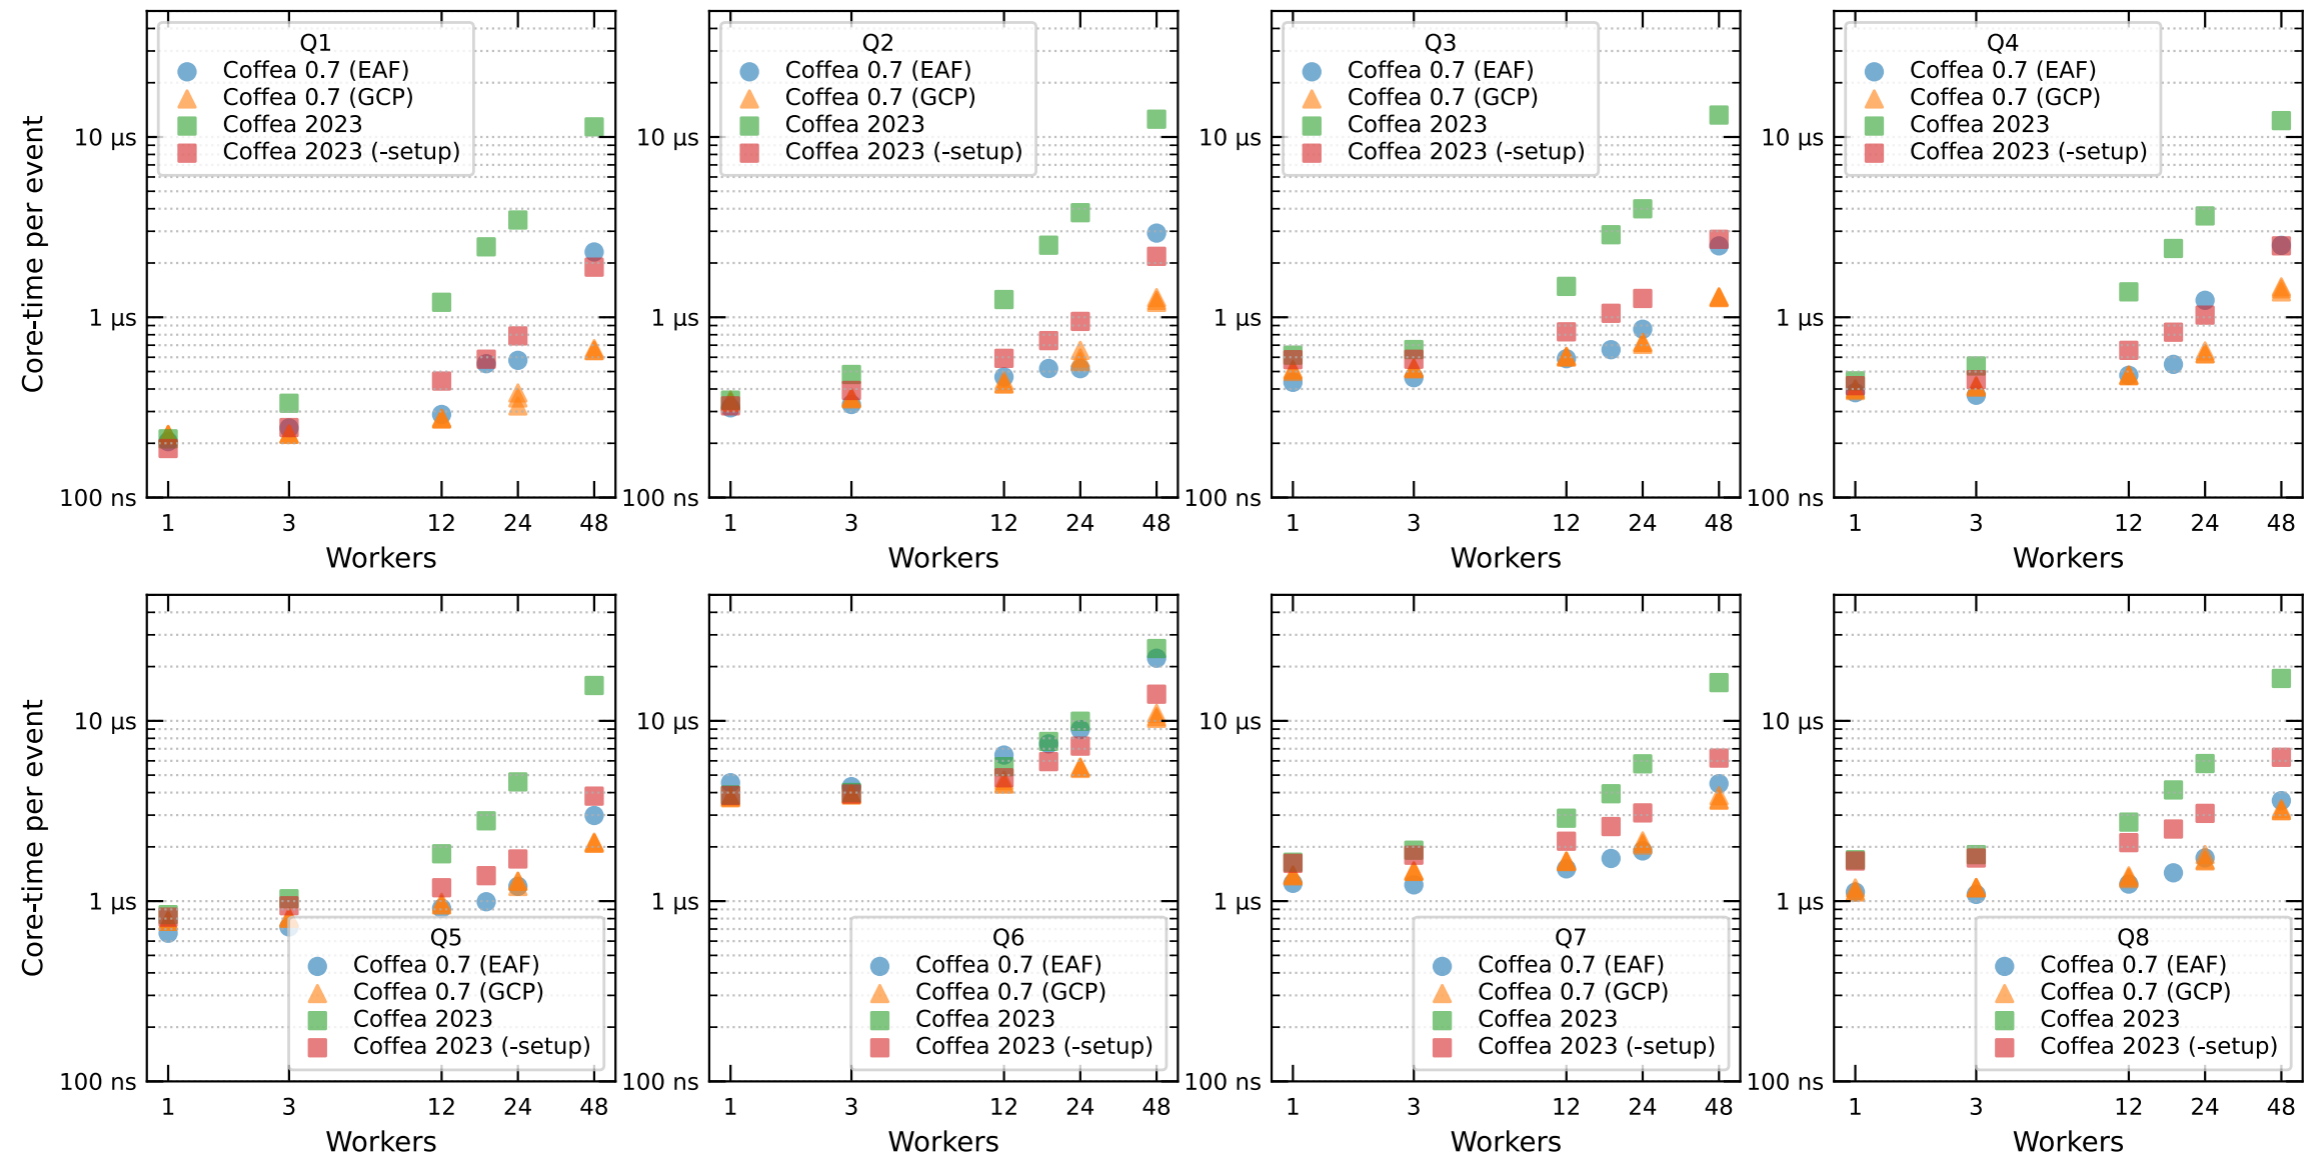 Core-time per event
10 µs
1 µs
100 ns
Q1
Coffea 0.7 (EAF)
Coffea 0.7 (GCP)
Coffea 2023
Coffea 2023 (-setup)
1 3 12 24 48
Workers
10 µs
1 µs
100 ns
Q2
Coffea 0.7 (EAF)
Coffea 0.7 (GCP)
Coffea 2023
Coffea 2023 (-setup)
1 3 12 24 48
Workers
10 µs
1 µs
100 ns
Q3
Coffea 0.7 (EAF)
Coffea 0.7 (GCP)
Coffea 2023
Coffea 2023 (-setup)
1 3 12 24 48
Workers
10 µs
1 µs
100 ns
Q4
Coffea 0.7 (EAF)
Coffea 0.7 (GCP)
Coffea 2023
Coffea 2023 (-setup)
1 3 12 24 48
Workers
Core-time per event
10 µs
1 µs
100 ns
Q5
Coffea 0.7 (EAF)
Coffea 0.7 (GCP)
Coffea 2023
Coffea 2023 (-setup)
1 3 12 24 48
Workers
10 µs
1 µs
100 ns
Q6
Coffea 0.7 (EAF)
Coffea 0.7 (GCP)
Coffea 2023
Coffea 2023 (-setup)
1 3 12 24 48
Workers
10 µs
1 µs
100 ns
Q7
Coffea 0.7 (EAF)
Coffea 0.7 (GCP)
Coffea 2023
Coffea 2023 (-setup)
1 3 12 24 48
Workers
10 µs
1 µs
100 ns
Q8
Coffea 0.7 (EAF)
Coffea 0.7 (GCP)
Coffea 2023
Coffea 2023 (-setup)
1 3 12 24 48
Workers